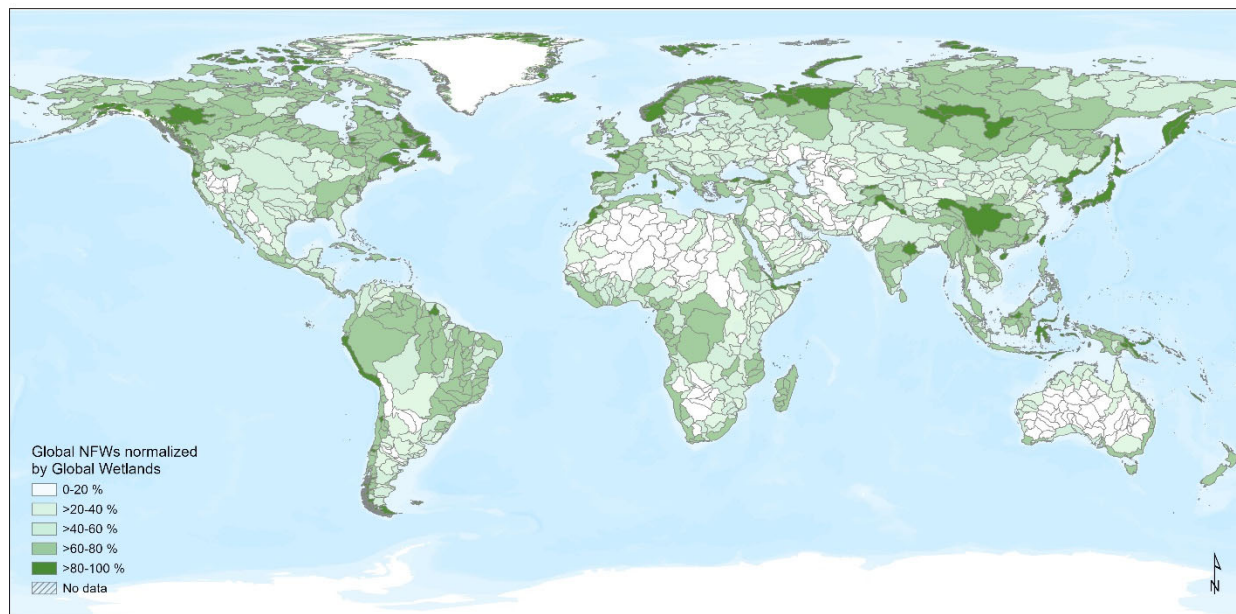 Global NFWs normalized
by Global Wetlands
0-20 %
>20-40 %
>40-60 %
>60-80 %
>80-100 %
No data
N